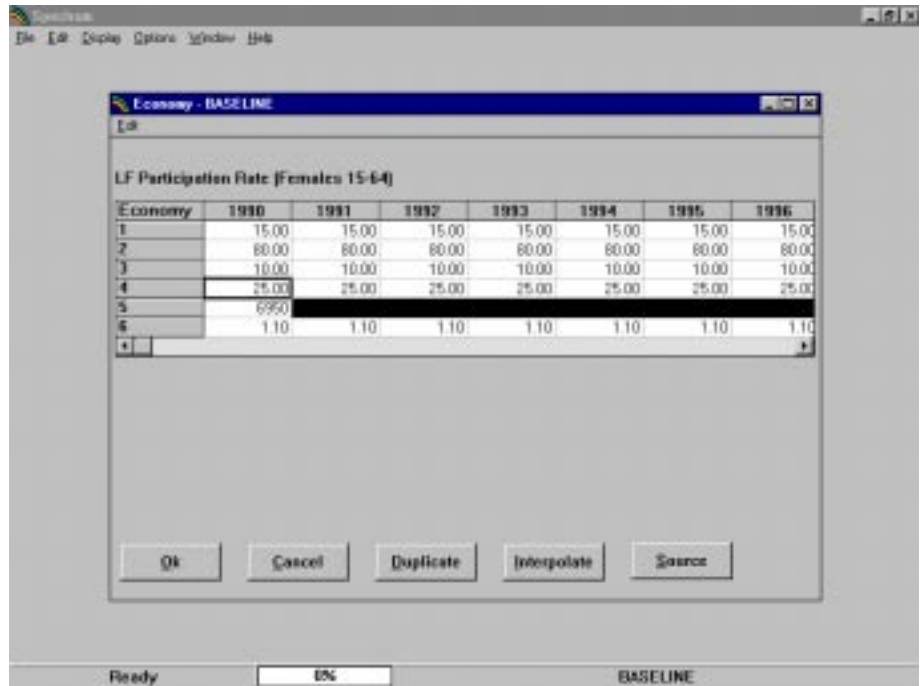 Spectrum
File Edit Display Options Window Help
Economy - BASELINE
Edit
LF Participation Rate (Females 15-64)
Economy 1990 1991 1992 1993 1994 1995 1996
1 15.00 15.00 15.00 15.00 15.00 15.00 15.00
2 80.00 80.00 80.00 80.00 80.00 80.00 80.00
3 10.00 10.00 10.00 10.00 10.00 10.00 10.00
4 25.00 25.00 25.00 25.00 25.00 25.00 25.00
5 6950
6 1.10 1.10 1.10 1.10 1.10 1.10 1.10
Ok Cancel Duplicate Interpolate Source
Ready 0% BASELINE